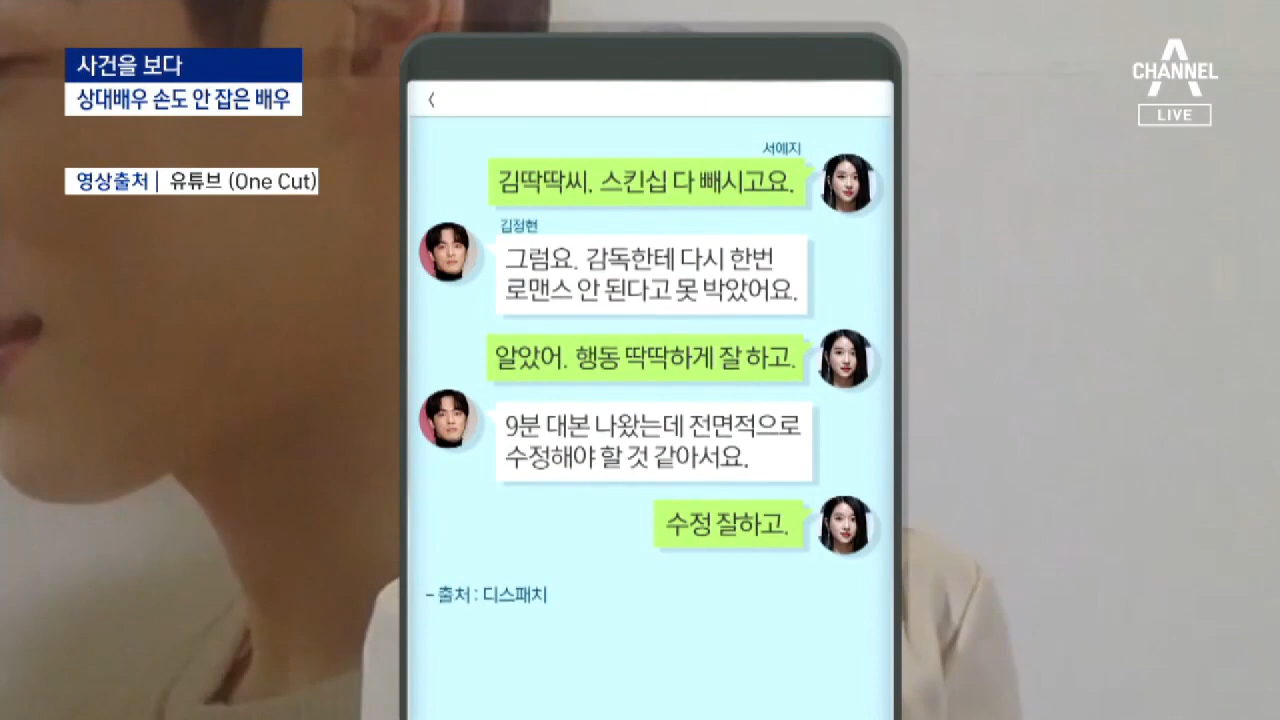 사건을 보다
상대배우 손도 안 잡은 배우
영상출처 | 유튜브 (One Cut)
CHANNEL
LIVE
서예지
김딱딱씨. 스킨십 다 빼시고요.
김정현
그럼요. 감독한테 다시 한번
로맨스 안 된다고 못 박았어요.
알았어. 행동 딱딱하게 잘 하고.
9분 대본 나왔는데 전면적으로
수정해야 할 것 같아서요.
수정 잘하고.
- 출처 : 디스패치